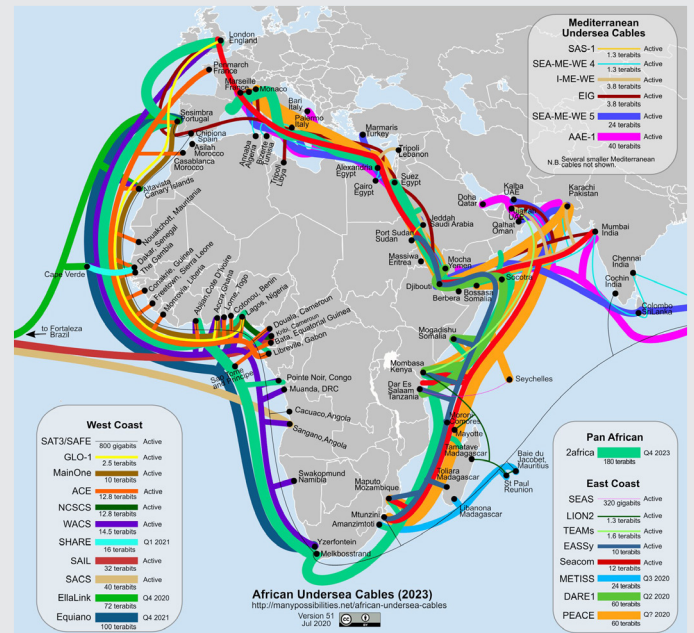 London
England
Penmarch
France
Marseille
France
Monaco
Bari
Italy
Palermo
Italy
Sesimbra
Portugal
Chipiona
Spain
Asilah
Morocco
Casablanca
Morocco
Annaba
Algeria
Bizerte
Tunisia
Tripoli
Libya
Marmaris
Turkey
Tripoli
Lebanon
Alexandria
Egypt
Cairo
Egypt
Suez
Egypt
Altavista
Canary Islands
Nouakchott, Mauritania
Dakar, Senegal
The Gambia
Conakrie, Guinea
Freetown, Sierra Leone
Monrovia, Liberia
Cape Verde
Abijan,Cote D'Ivoire
Accra,Ghana
Lome,Togo
Cotonou, Benin
Lagos, Nigeria
Douala, Cameroon
Kribi, Cameroon
Bata, Equatorial Guinea
Libreville, Gabon
Sao Tome
and Principe
to Fortaleza
Brazil
Pointe Noir, Congo
Muanda, DRC
Cacuaco,Angola
Sangano,Angola
Swakopmund
Namibia
Yzerfontein
Melkbosstrand
Jeddah
Saudi Arabia
Port Sudan
Sudan
Massiwa
Eritrea
Mocha
Yemen
Djibouti
Berbera
Bossasa
Somalia
Socotra
Doha
Qatar
Kalba
UAE
Qalhat
Oman
Karachi
Pakistan
Mumbai
India
Chennai
India
Cochin
India
Colombo
Sri Lanka
Mogadishu
Somalia
Mombasa
Kenya
Dar Es
Salaam
Tanzania
Seychelles
Moroni
Comores
Mayotte
Tamatave
Madagascar
Toliara
Madagascar
Maputo
Mozambique
Mtunzini
Amanzimtoti
Libanona
Madagascar
Baie du
Jacobet,
Mauritius
St Paul
Reunion
Mediterranean
Undersea Cables
SAS-1 Active
1.3 terabits
SEA-ME-WE 4 Active
1.3 terabits
I-ME-WE Active
3.8 terabits
EIG Active
3.8 terabits
SEA-ME-WE 5 Active
24 terabits
AAE-1 Active
40 terabits
N.B. Several smaller Mediterranean
cables not shown.
West Coast
SAT3/SAFE Active
800 gigabits
GLO-1 Active
2.5 terabits
MainOne Active
10 terabits
ACE Active
12.8 terabits
NCSCS Active
12.8 terabits
WACS Active
14.5 terabits
SHARE Q1 2021
16 terabits
SAIL Active
32 terabits
SACS Active
40 terabits
EllaLink Q4 2020
72 terabits
Equiano Q4 2021
100 terabits
Pan African
2africa Q4 2023
180 terabits
East Coast
SEAS Active
320 gigabits
LION2 Active
1.3 terabits
TEAMs Active
1.6 terabits
EASSy Active
10 terabits
Seacom Active
12 terabits
METISS Q3 2020
24 terabits
DARE1 Q2 2020
60 terabits
PEACE Q? 2020
60 terabits
African Undersea Cables (2023)
http://manypossibilities.net/african-undersea-cables
Version 51
Jul 2020